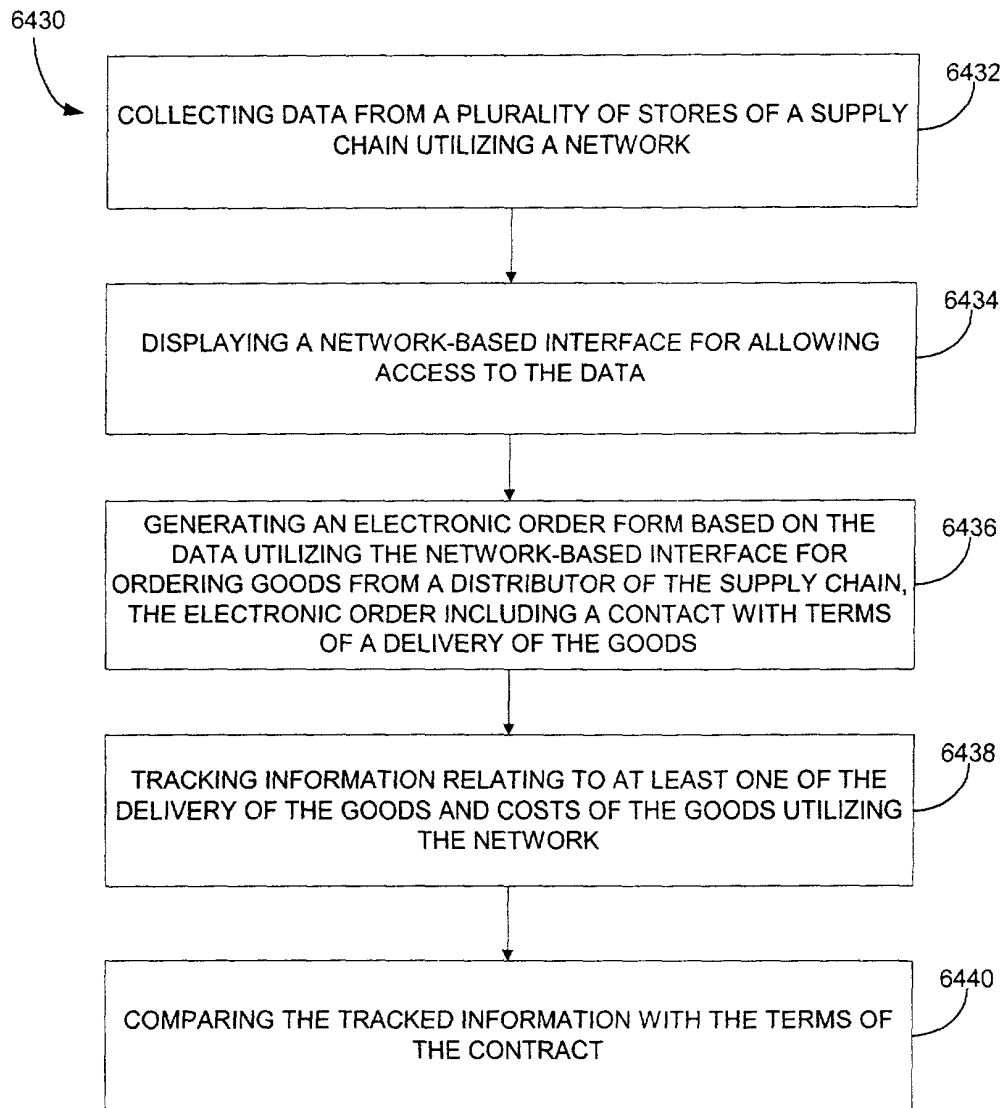 6430
6432
COLLECTING DATA FROM A PLURALITY OF STORES OF A SUPPLY
CHAIN UTILIZING A NETWORK
6434
DISPLAYING A NETWORK-BASED INTERFACE FOR ALLOWING
ACCESS TO THE DATA
6436
GENERATING AN ELECTRONIC ORDER FORM BASED ON THE
DATA UTILIZING THE NETWORK-BASED INTERFACE FOR
ORDERING GOODS FROM A DISTRIBUTOR OF THE SUPPLY CHAIN,
THE ELECTRONIC ORDER INCLUDING A CONTACT WITH TERMS
OF A DELIVERY OF THE GOODS
6438
TRACKING INFORMATION RELATING TO AT LEAST ONE OF THE
DELIVERY OF THE GOODS AND COSTS OF THE GOODS UTILIZING
THE NETWORK
6440
COMPARING THE TRACKED INFORMATION WITH THE TERMS OF
THE CONTRACT